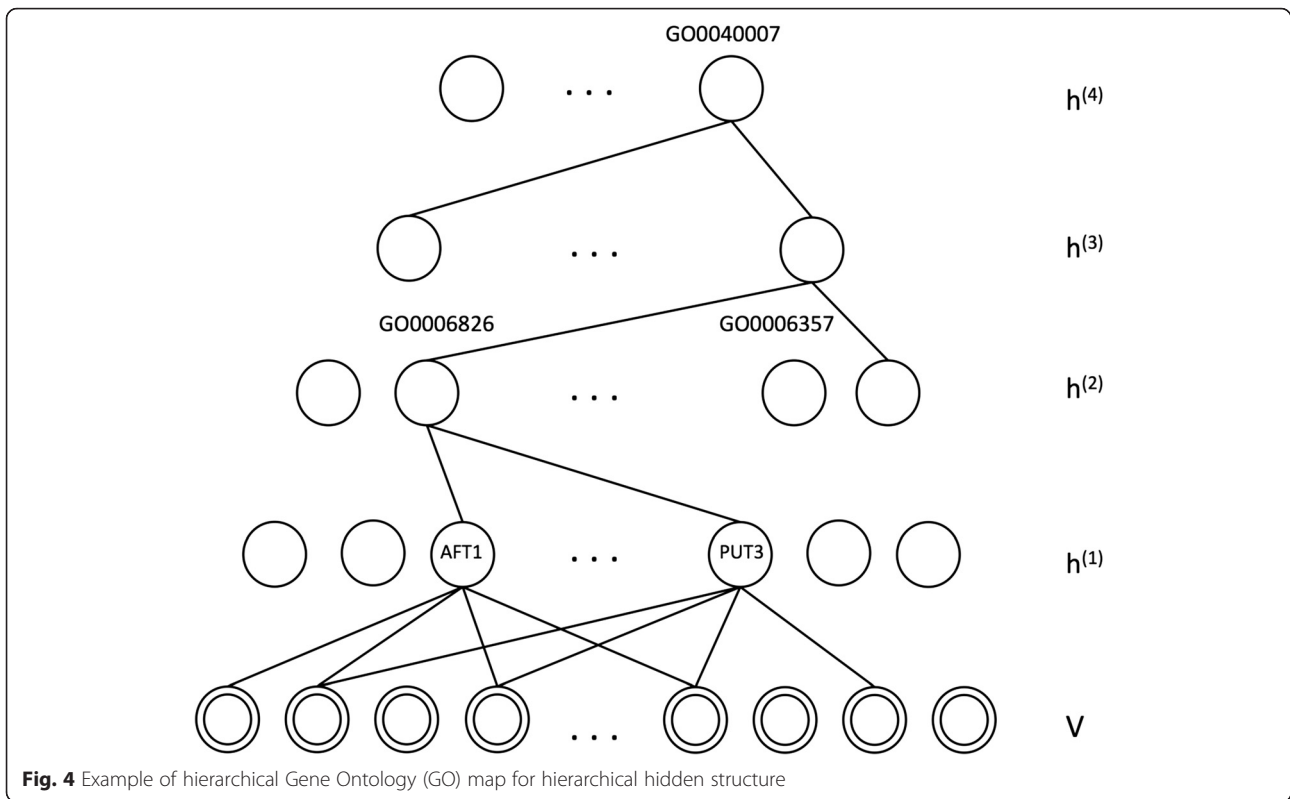 GO0040007
. . .
h(4)
. . .
h(3)
GO0006826 GO0006357
. . .
h(2)
AFT1 . . . PUT3
h(1)
. . .
V
Fig. 4 Example of hierarchical Gene Ontology (GO) map for hierarchical hidden structure